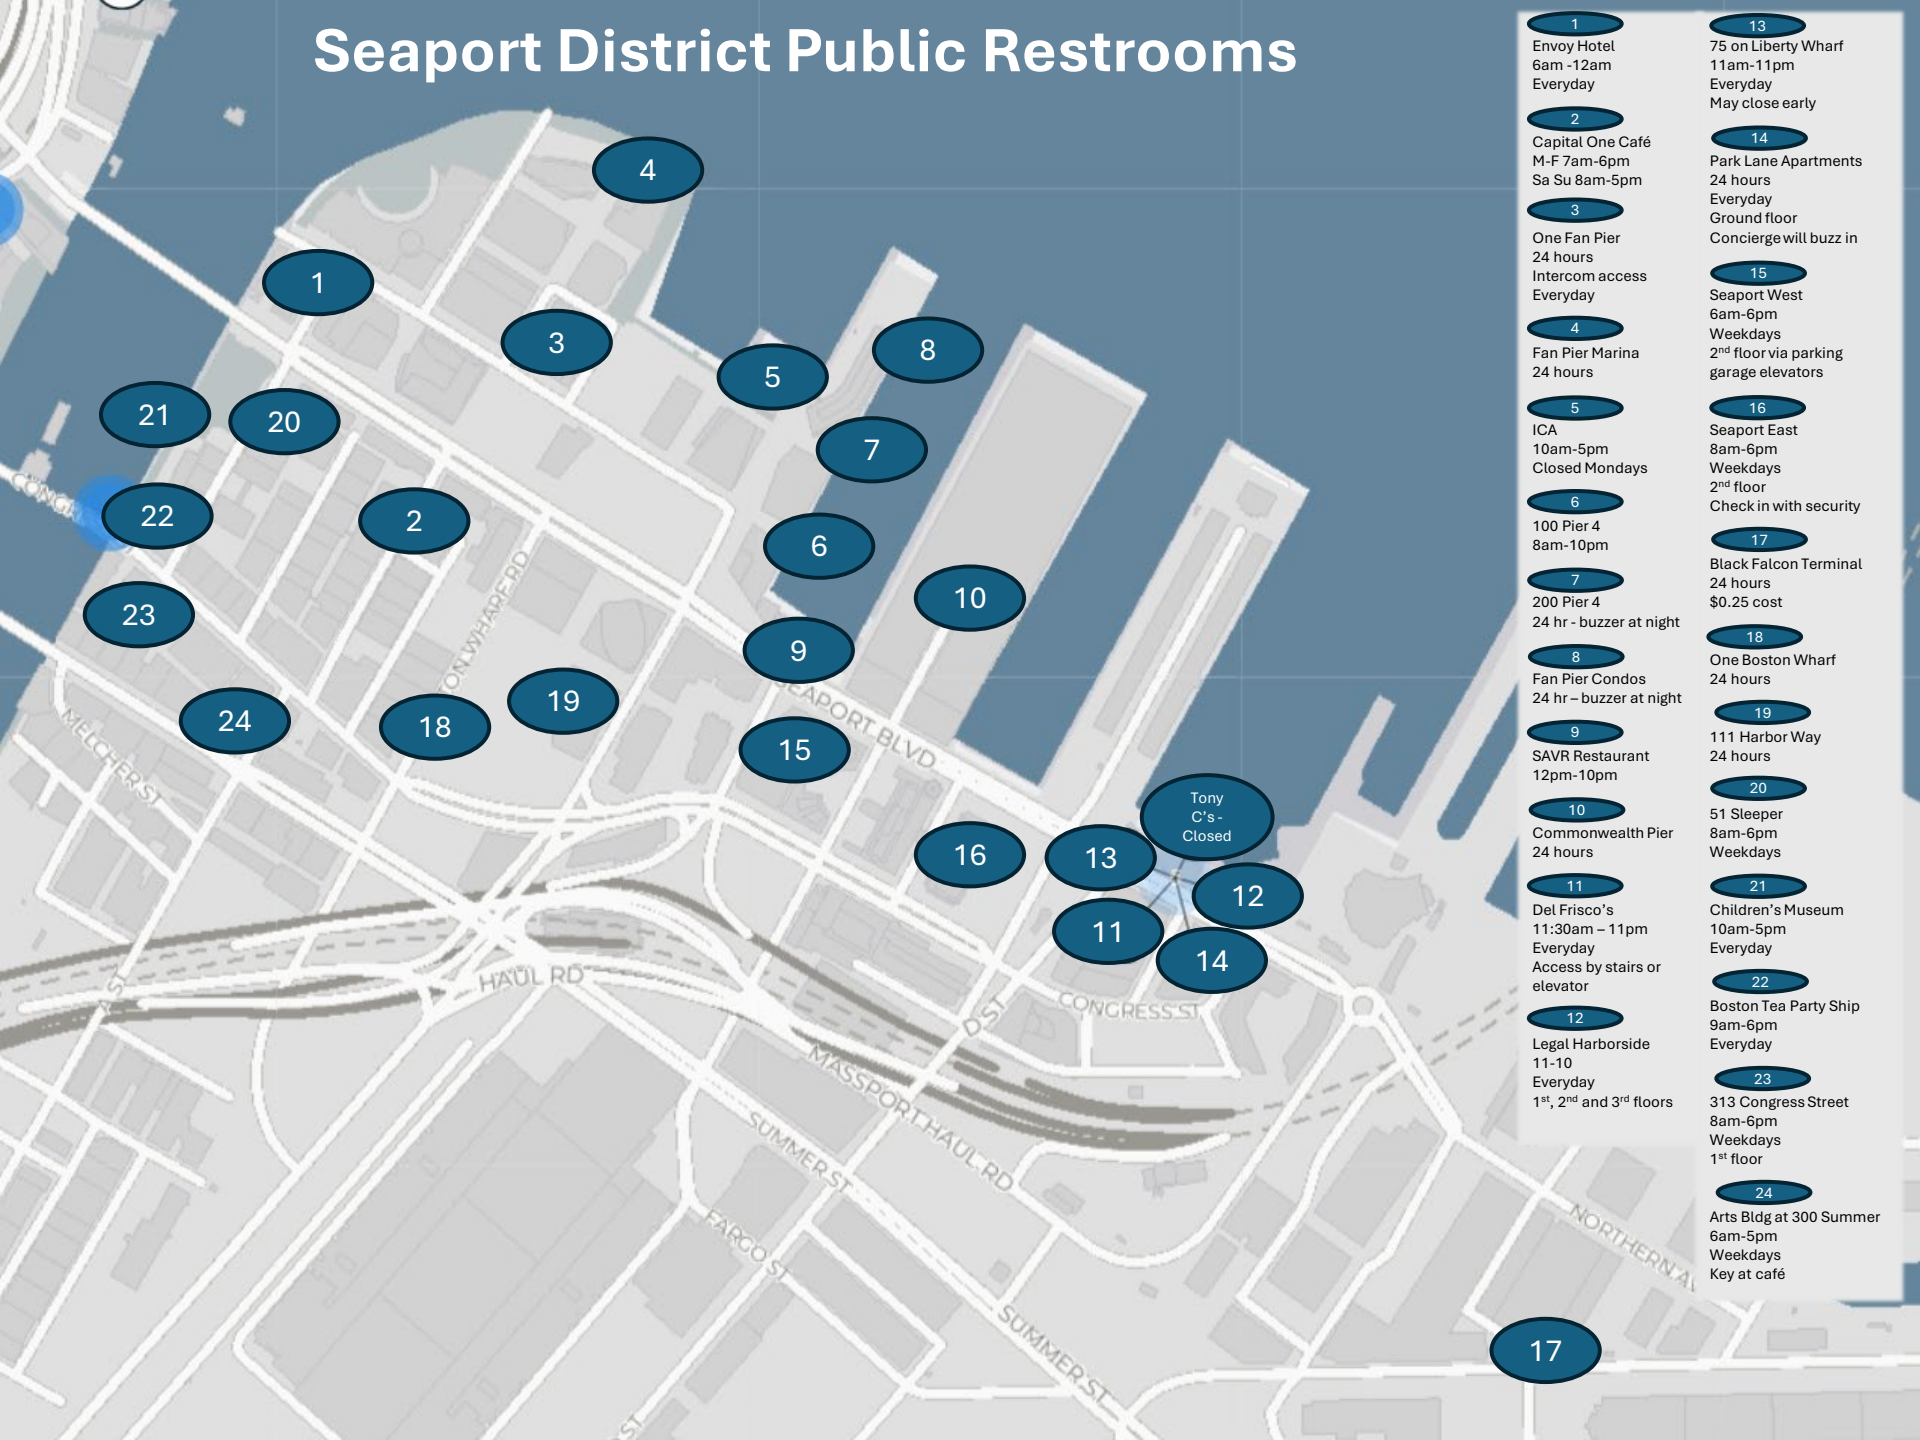 Seaport District Public Restrooms
4
1
3
8
5
21
20
7
22
2
6
10
23
9
19
24
18
15
16
13
Tony
C's -
Closed
12
11
14
17
SEAPORT BLVD
MELCHER ST
HAUL RD
A ST
D ST
CONGRESS ST
MASSPORT HAUL RD
SUMMER ST
FARGO ST
SUMMER ST
1
Envoy Hotel
6am -12am
Everyday
2
Capital One Café
M-F 7am-6pm
Sa Su 8am-5pm
3
One Fan Pier
24 hours
Intercom access
Everyday
4
Fan Pier Marina
24 hours
5
ICA
10am-5pm
Closed Mondays
6
100 Pier 4
8am-10pm
7
200 Pier 4
24 hr - buzzer at night
8
Fan Pier Condos
24 hr – buzzer at night
9
SAVR Restaurant
12pm-10pm
10
Commonwealth Pier
24 hours
11
Del Frisco's
11:30am – 11pm
Everyday
Access by stairs or
elevator
12
Legal Harborside
11-10
Everyday
1st, 2nd and 3rd floors
13
75 on Liberty Wharf
11am-11pm
Everyday
May close early
14
Park Lane Apartments
24 hours
Everyday
Ground floor
Concierge will buzz in
15
Seaport West
6am-6pm
Weekdays
2nd floor via parking
garage elevators
16
Seaport East
8am-6pm
Weekdays
2nd floor
Check in with security
17
Black Falcon Terminal
24 hours
$0.25 cost
18
One Boston Wharf
24 hours
19
111 Harbor Way
24 hours
20
51 Sleeper
8am-6pm
Weekdays
21
Children's Museum
10am-5pm
Everyday
22
Boston Tea Party Ship
9am-6pm
Everyday
23
313 Congress Street
8am-6pm
Weekdays
1st floor
24
Arts Bldg at 300 Summer
6am-5pm
Weekdays
Key at café